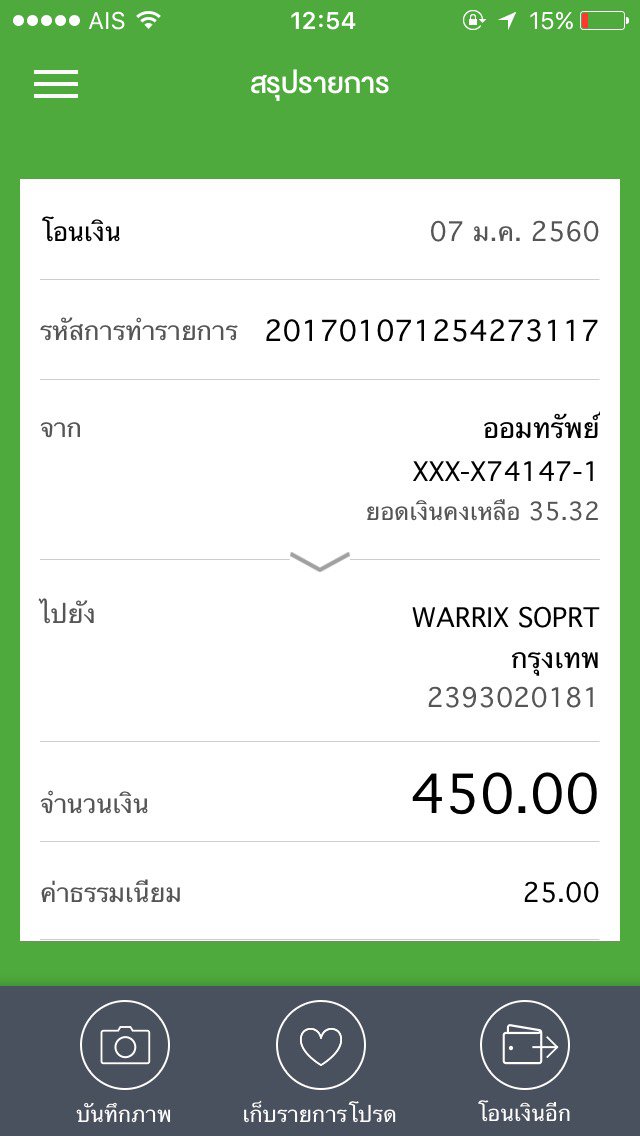 AIS 12:54 15%
สรุปรายการ
โอนเงิน 07 ม.ค. 2560
รหัสการทำรายการ 201701071254273117
จาก ออมทรัพย์
XXX-X74147-1
ยอดเงินคงเหลือ 35.32
ไปยัง WARRIX SOPRT
กรุงเทพ
2393020181
จำนวนเงิน 450.00
ค่าธรรมเนียม 25.00
บันทึกภาพ เก็บรายการโปรด โอนเงินอีก